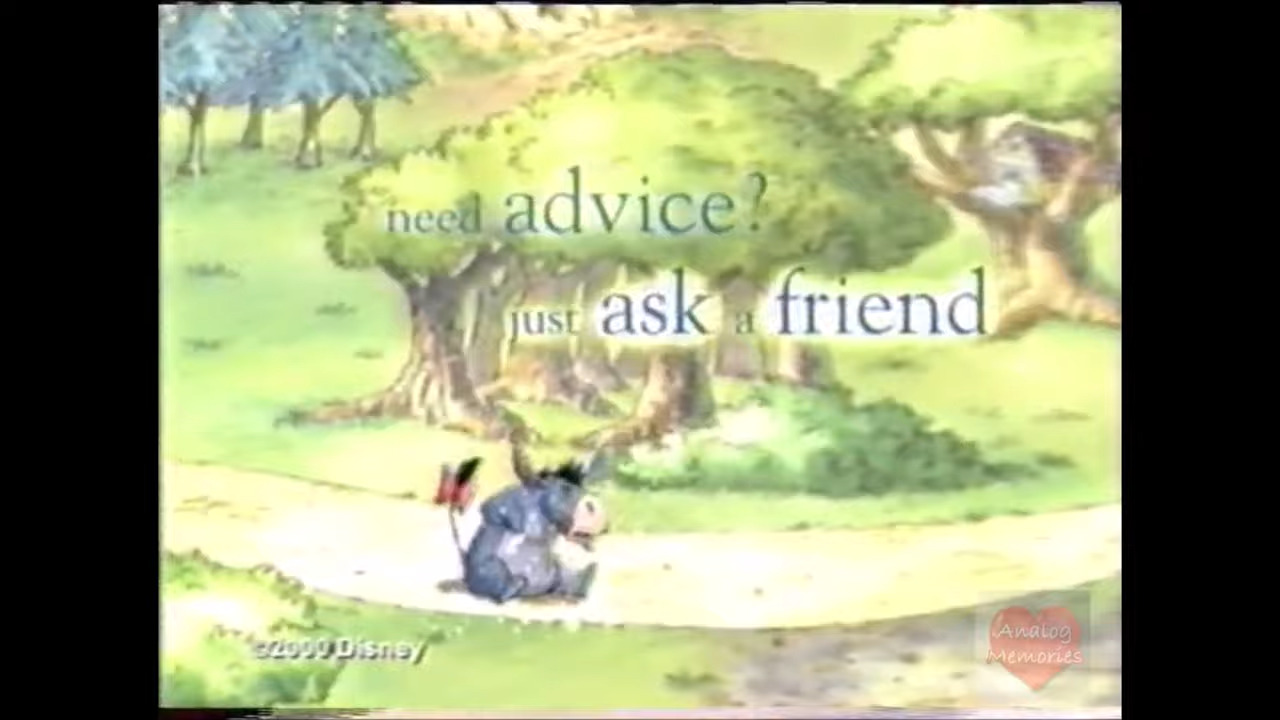 need advice?
just ask a friend
©2000 Disney
Analog
Memories